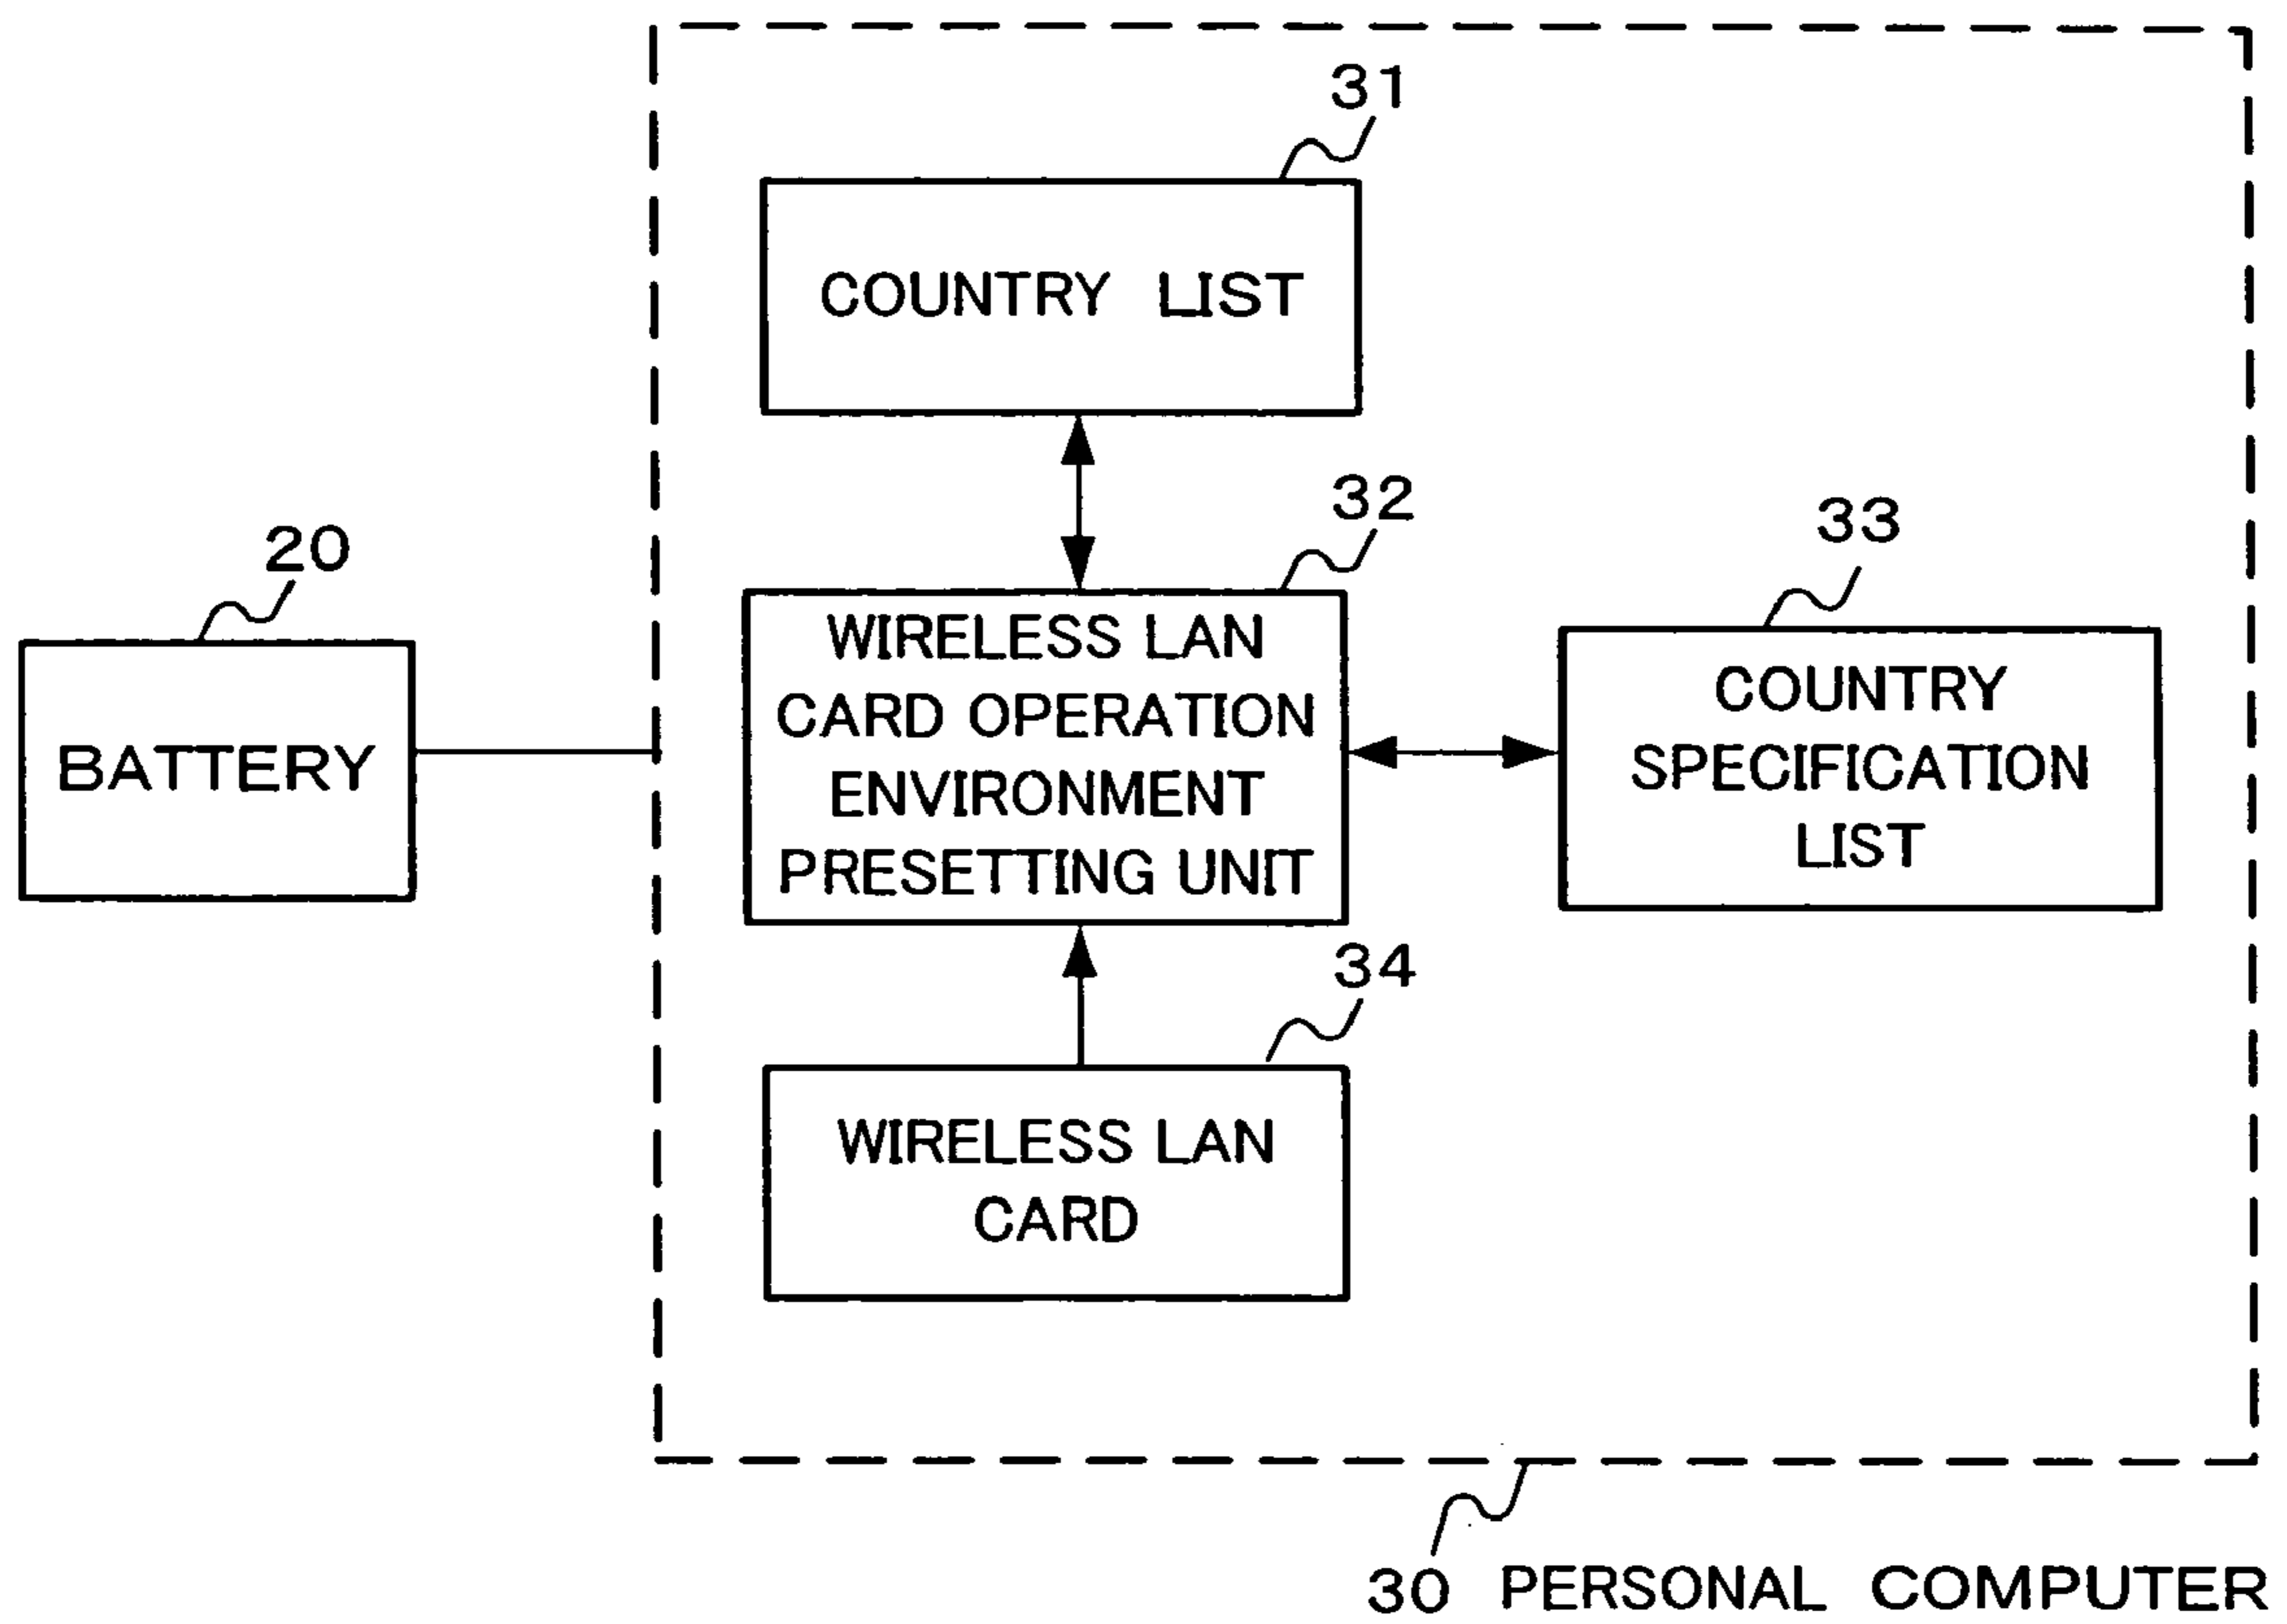 31
COUNTRY LIST
32
33
20
WIRELESS LAN
CARD OPERATION
ENVIRONMENT
PRESETTING UNIT
COUNTRY
SPECIFICATION
LIST
BATTERY
34
WIRELESS LAN
CARD
30 PERSONAL COMPUTER